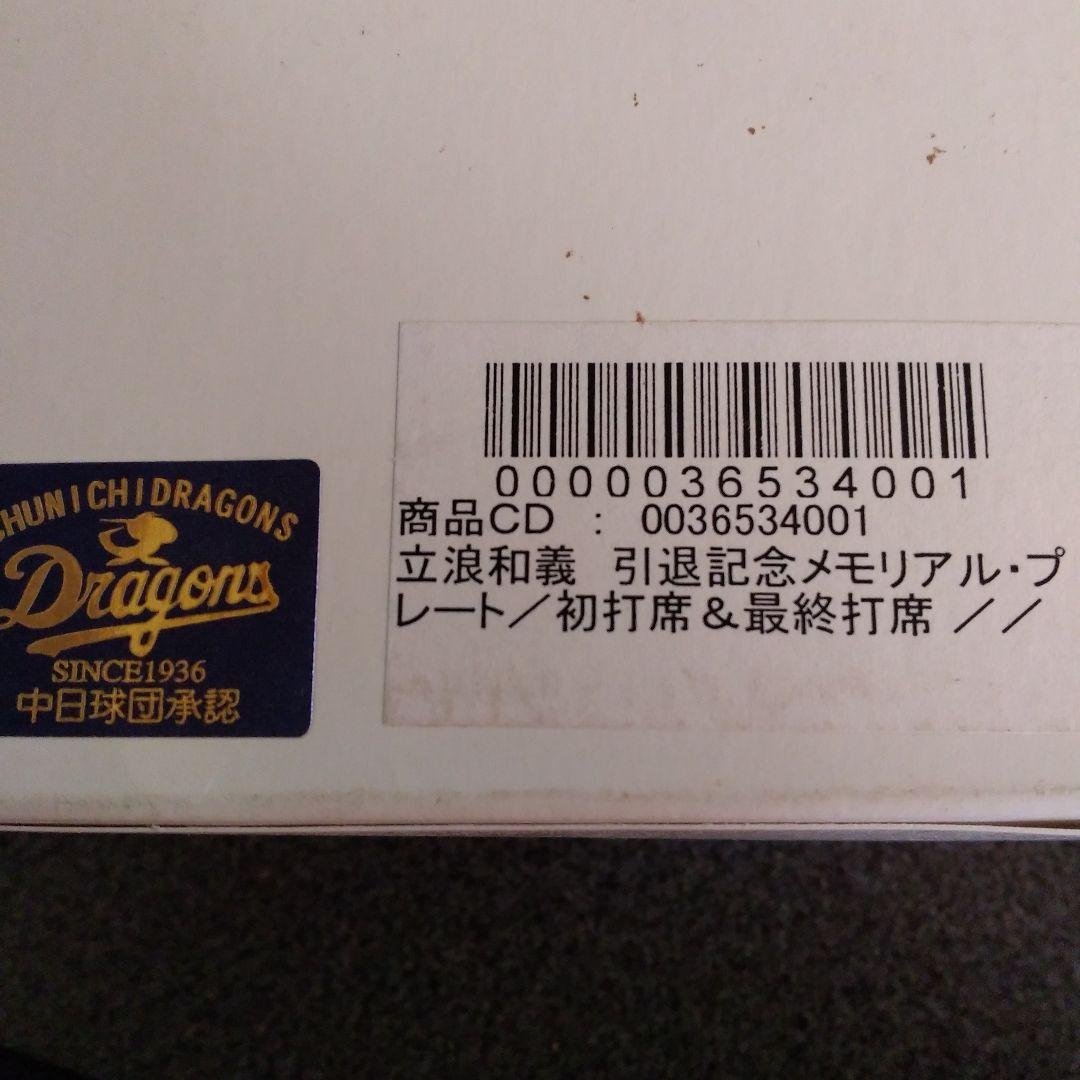 CHUNICHIDRAGONS
Dragons
SINCE1936
中日球団承認
0000036534001
商品CD : 0036534001
立浪和義 引退記念メモリアル・プ
レート／初打席＆最終打席 ／／